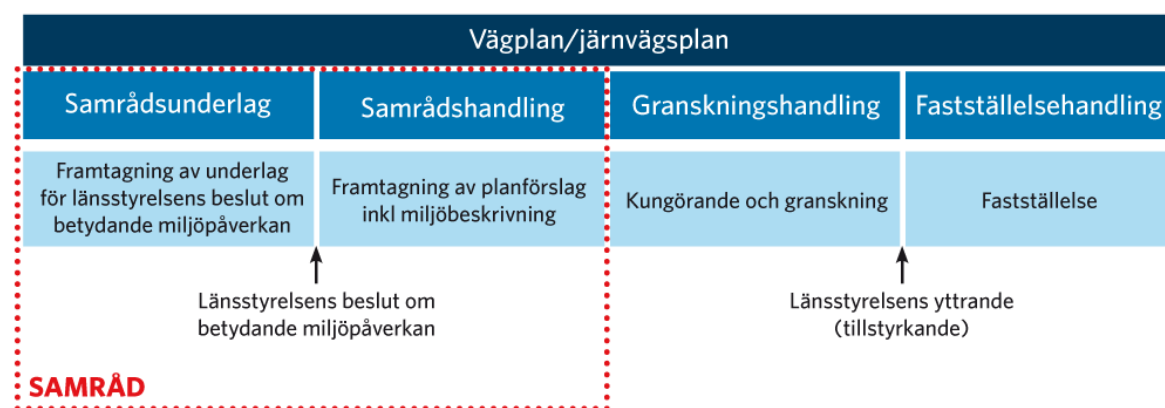 Vägplan/järnvägsplan
Samrådsunderlag
Samrådshandling
Granskningshandling
Fastställelsehandling
Framtagning av underlag
för länsstyrelsens beslut om
betydande miljöpåverkan
Framtagning av planförslag
inkl miljöbeskrivning
Kungörande och granskning
Fastställelse
Länsstyrelsens beslut om
betydande miljöpåverkan
Länsstyrelsens yttrande
(tillstyrkande)
SAMRÅD